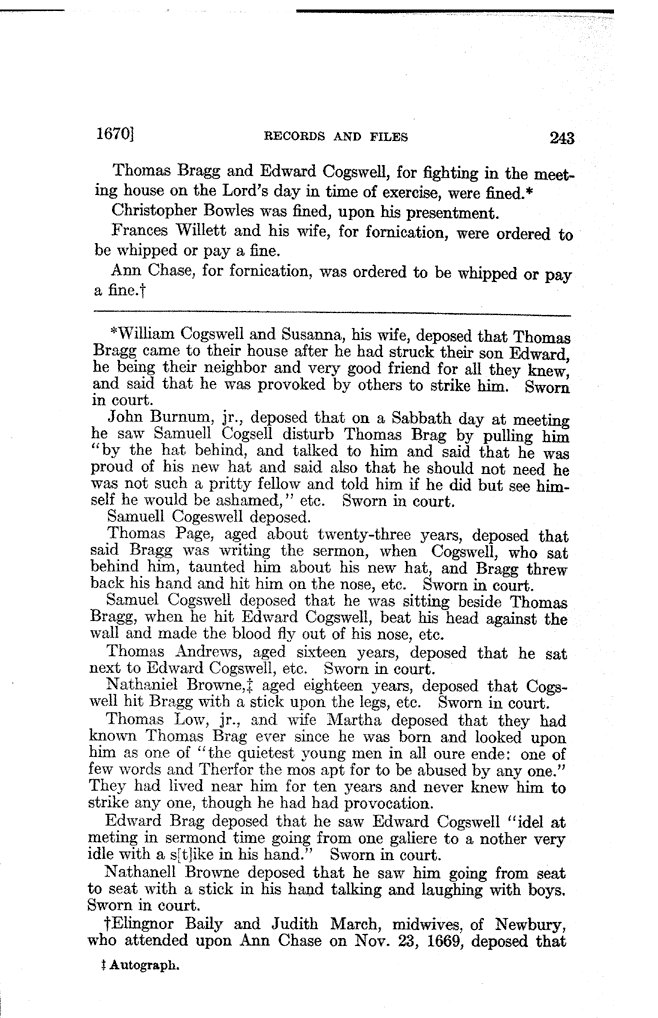 1670] RECORDS AND FILES 243
Thomas Bragg and Edward Cogswell, for fighting in the meet-
ing house on the Lord's day in time of exercise, were fined.*
Christopher Bowles was fined, upon his presentment.
Frances Willett and his wife, for fornication, were ordered to
be whipped or pay a fine.
Ann Chase, for fornication, was ordered to be whipped or pay
a fine.†
*William Cogswell and Susanna, his wife, deposed that Thomas
Bragg came to their house after he had struck their son Edward,
he being their neighbor and very good friend for all they knew,
and said that he was provoked by others to strike him. Sworn
in court.
John Burnum, jr., deposed that on a Sabbath day at meeting
he saw Samuell Cogsell disturb Thomas Brag by pulling him
"by the hat behind, and talked to him and said that he was
proud of his new hat and said also that he should not need he
was not such a pritty fellow and told him if he did but see him-
self he would be ashamed," etc. Sworn in court.
Samuell Cogeswell deposed.
Thomas Page, aged about twenty-three years, deposed that
said Bragg was writing the sermon, when Cogswell, who sat
behind him, taunted him about his new hat, and Bragg threw
back his hand and hit him on the nose, etc. Sworn in court.
Samuel Cogswell deposed that he was sitting beside Thomas
Bragg, when he hit Edward Cogswell, beat his head against the
wall and made the blood fly out of his nose, etc.
Thomas Andrews, aged sixteen years, deposed that he sat
next to Edward Cogswell, etc. Sworn in court.
Nathaniel Browne,‡ aged eighteen years, deposed that Cogs-
well hit Bragg with a stick upon the legs, etc. Sworn in court.
Thomas Low, jr., and wife Martha deposed that they had
known Thomas Brag ever since he was born and looked upon
him as one of "the quietest young men in all oure ende: one of
few words and Therfor the mos apt for to be abused by any one."
They had lived near him for ten years and never knew him to
strike any one, though he had had provocation.
Edward Brag deposed that he saw Edward Cogswell "idel at
meting in sermond time going from one galiere to a nother very
idle with a s[t]ike in his hand." Sworn in court.
Nathanell Browne deposed that he saw him going from seat
to seat with a stick in his hand talking and laughing with boys.
Sworn in court.
†Elingnor Baily and Judith March, midwives, of Newbury,
who attended upon Ann Chase on Nov. 23, 1669, deposed that
‡ Autograph.